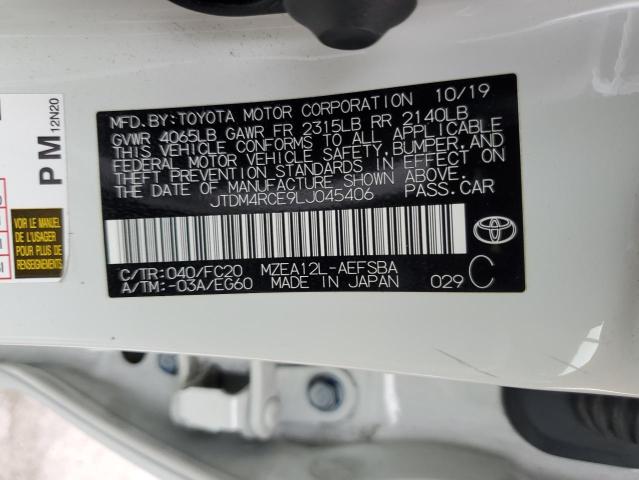 MFD.BY:TOYOTA MOTOR CORPORATION 10/19
GVWR 4065LB GAWR FR 2315LB RR 2140LB
THIS VEHICLE CONFORMS TO ALL APPLICABLE
FEDERAL MOTOR VEHICLE SAFETY,BUMPER,AND
THEFT PREVENTION STANDARDS IN EFFECT ON
THE DATE OF MANUFACTURE SHOWN ABOVE.
JTDM4RCE9LJ045406 PASS.CAR
C/TR:040/FC20 MZEA12L-AEFSBA
A/TM:-03A/EG60 MADE IN JAPAN 029 C
TOYOTA
PM 12N20
VOIR LE MANUEL
POUR PLUS DE
RENSEIGNEMENTS